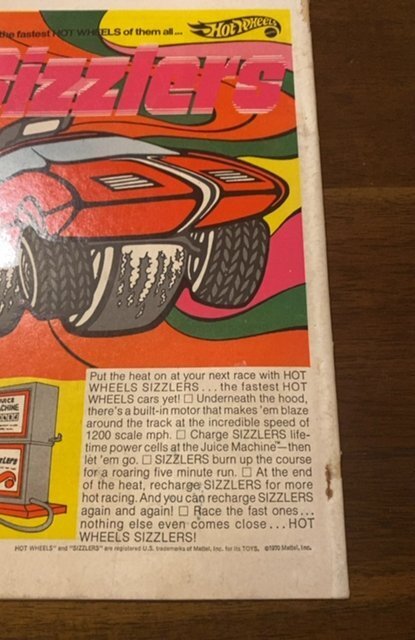 the fastest HOT WHEELS of them all...
HOT WHEELS
Sizzlers
Put the heat on at your next race with HOT
WHEELS SIZZLERS . . . the fastest HOT
WHEELS cars yet! ☐ Underneath the hood,
there's a built-in motor that makes 'em blaze
around the track at the incredible speed of
1200 scale mph. ☐ Charge SIZZLERS life-
time power cells at the Juice Machine™–then
let 'em go. ☐ SIZZLERS burn up the course
for a roaring five minute run. ☐ At the end
of the heat, recharge SIZZLERS for more
hot racing. And you can recharge SIZZLERS
again and again! ☐ Race the fast ones...
nothing else even comes close... HOT
WHEELS SIZZLERS!
HOT WHEELS® and "SIZZLERS" are registered U.S. trademarks of Mattel, Inc. for its TOYS. ©1970 Mattel, Inc.
JUICE
MACHINE